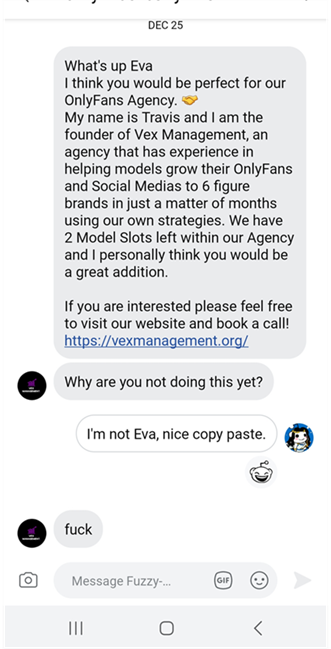 DEC 25
What's up Eva
I think you would be perfect for our
OnlyFans Agency. 🤝
My name is Travis and I am the
founder of Vex Management, an
agency that has experience in
helping models grow their OnlyFans
and Social Medias to 6 figure
brands in just a matter of months
using our own strategies. We have
2 Model Slots left within our Agency
and I personally think you would be
a great addition.
If you are interested please feel free
to visit our website and book a call!
https://vexmanagement.org/
Why are you not doing this yet?
I'm not Eva, nice copy paste.
fuck
Message Fuzzy-...
GIF